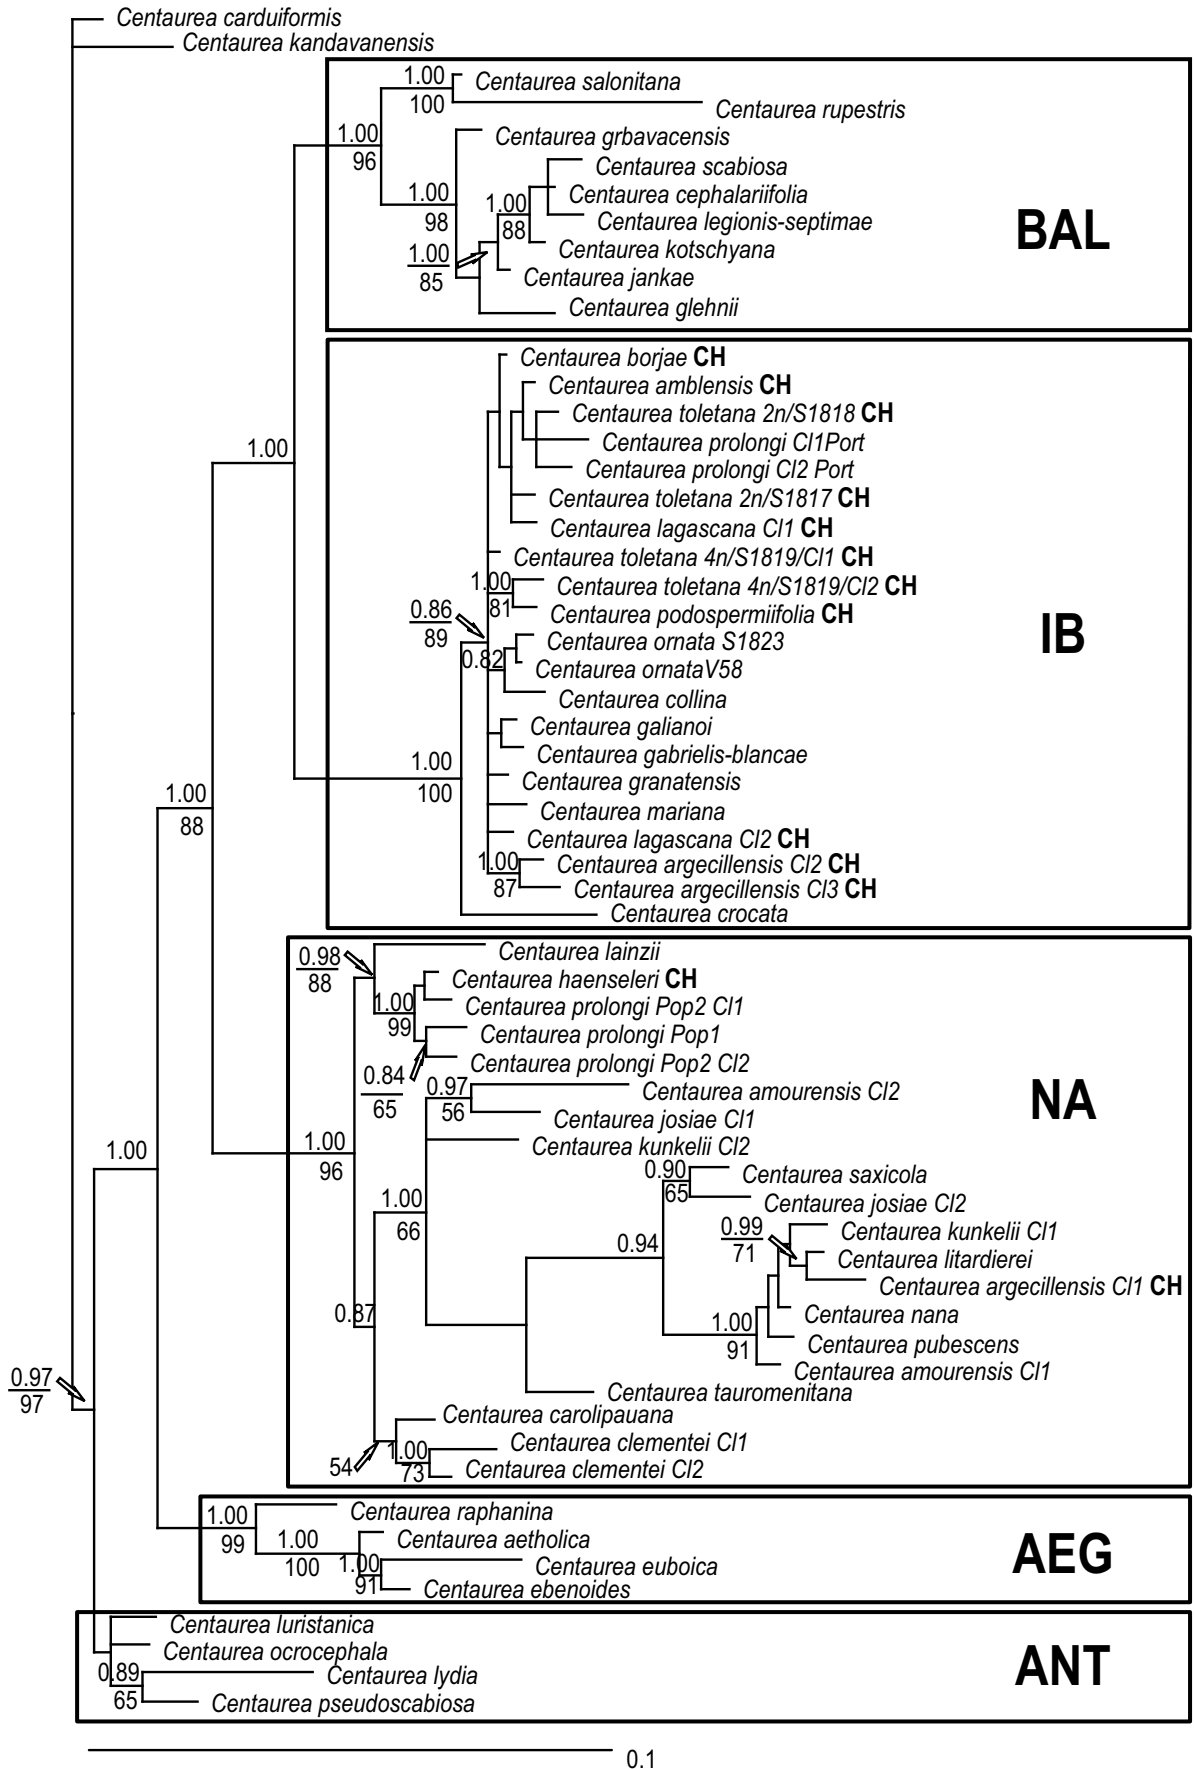 Centaurea carduiformis
Centaurea kandavanensis
1.00
100
Centaurea salonitana
Centaurea rupestris
1.00
96
Centaurea grbavacensis
Centaurea scabiosa
1.00
98
Centaurea cephalariifolia
1.00
88
Centaurea legionis-septimae
BAL
Centaurea kotschyana
1.00
85
Centaurea jankae
Centaurea glehnii
Centaurea borjae CH
Centaurea amblensis CH
Centaurea toletana 2n/S1818 CH
Centaurea prolongi Cl1Port
1.00
Centaurea prolongi Cl2 Port
Centaurea toletana 2n/S1817 CH
Centaurea lagascana Cl1 CH
Centaurea toletana 4n/S1819/Cl1 CH
1.00
81
Centaurea toletana 4n/S1819/Cl2 CH
Centaurea podospermiifolia CH
0.86
89
IB
Centaurea ornata S1823
0.82
Centaurea ornataV58
Centaurea collina
Centaurea galianoi
Centaurea gabrielis-blancae
1.00
100
Centaurea granatensis
1.00
88
Centaurea mariana
Centaurea lagascana Cl2 CH
1.00
87
Centaurea argecillensis Cl2 CH
Centaurea argecillensis Cl3 CH
Centaurea crocata
0.98
88
Centaurea lainzii
Centaurea haenseleri CH
1.00
99
Centaurea prolongi Pop2 Cl1
Centaurea prolongi Pop1
Centaurea prolongi Pop2 Cl2
0.84
65
0.97
56
Centaurea amourensis Cl2
NA
Centaurea josiae Cl1
1.00
1.00
96
Centaurea kunkelii Cl2
0.90
65
Centaurea saxicola
Centaurea josiae Cl2
1.00
66
0.99
71
Centaurea kunkelii Cl1
0.94
Centaurea litardierei
Centaurea argecillensis Cl1 CH
0.87
Centaurea nana
1.00
91
Centaurea pubescens
Centaurea amourensis Cl1
0.97
97
Centaurea tauromenitana
Centaurea carolipauana
Centaurea clementei Cl1
54
1.00
73
Centaurea clementei Cl2
1.00
99
Centaurea raphanina
1.00
100
Centaurea aetholica
1.00
91
Centaurea euboica
AEG
Centaurea ebenoides
Centaurea luristanica
Centaurea ocrocephala
0.89
65
Centaurea lydia
ANT
Centaurea pseudoscabiosa
0.1